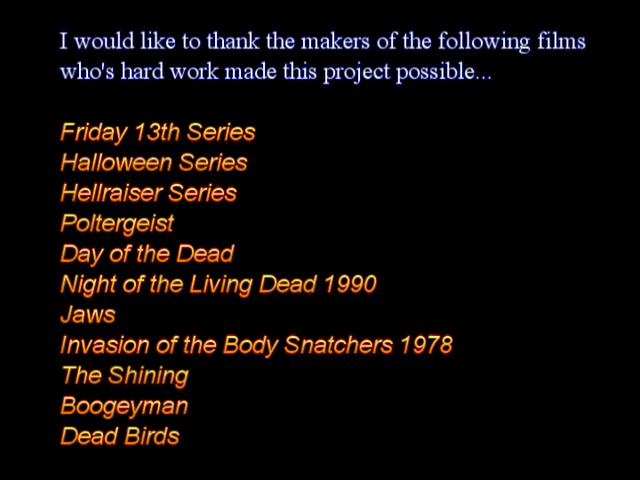 I would like to thank the makers of the following films
who's hard work made this project possible...
Friday 13th Series
Halloween Series
Hellraiser Series
Poltergeist
Day of the Dead
Night of the Living Dead 1990
Jaws
Invasion of the Body Snatchers 1978
The Shining
Boogeyman
Dead Birds